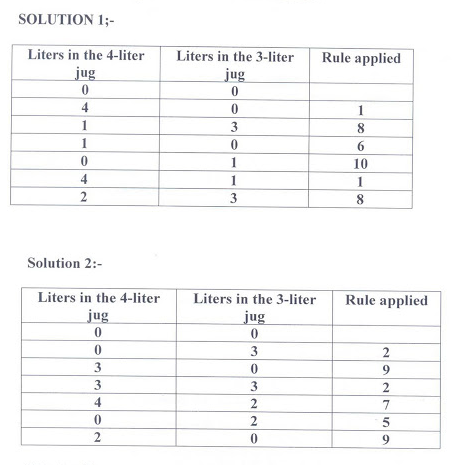 SOLUTION 1;-
Liters in the 4-liter jug Liters in the 3-liter jug Rule applied
0 0
4 0 1
1 3 8
1 0 6
0 1 10
4 1 1
2 3 8
Solution 2:-
Liters in the 4-liter jug Liters in the 3-liter jug Rule applied
0 0
0 3 2
3 0 9
3 3 2
4 2 7
0 2 5
2 0 9